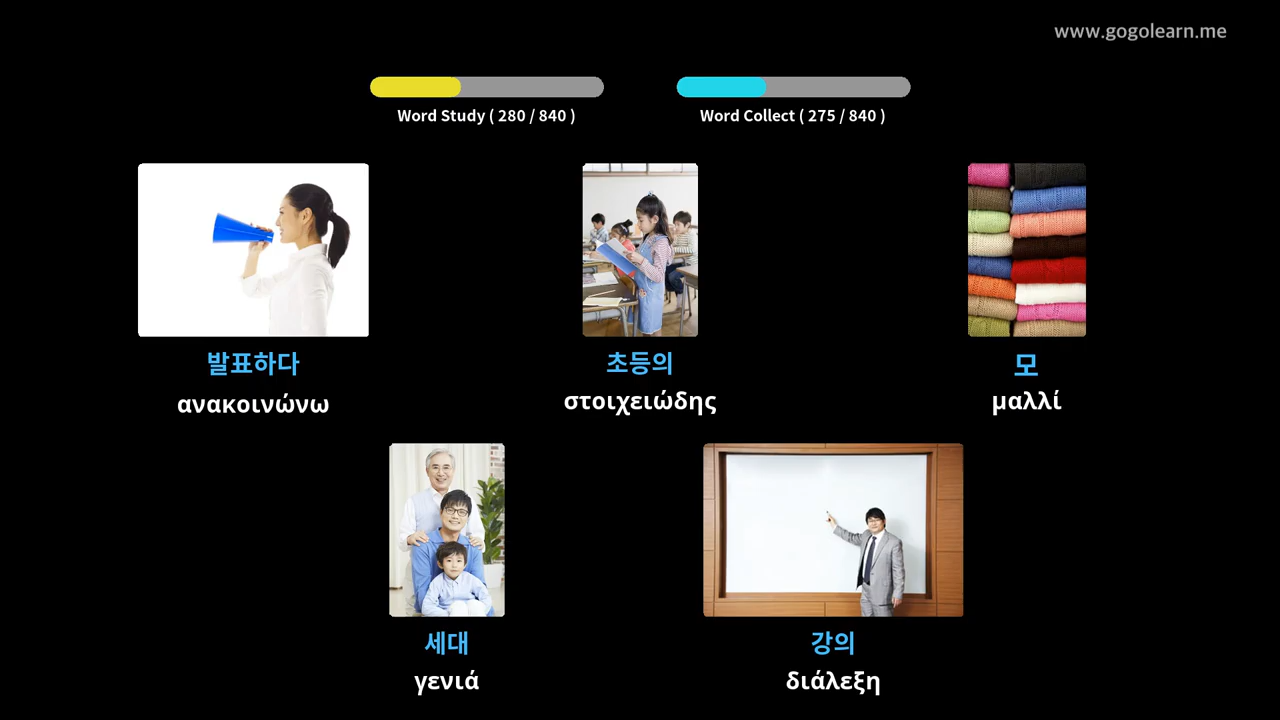 www.gogolearn.me
Word Study ( 280 / 840 )
Word Collect ( 275 / 840 )
발표하다
ανακοινώνω
초등의
στοιχειώδης
모
μαλλί
세대
γενιά
강의
διάλεξη